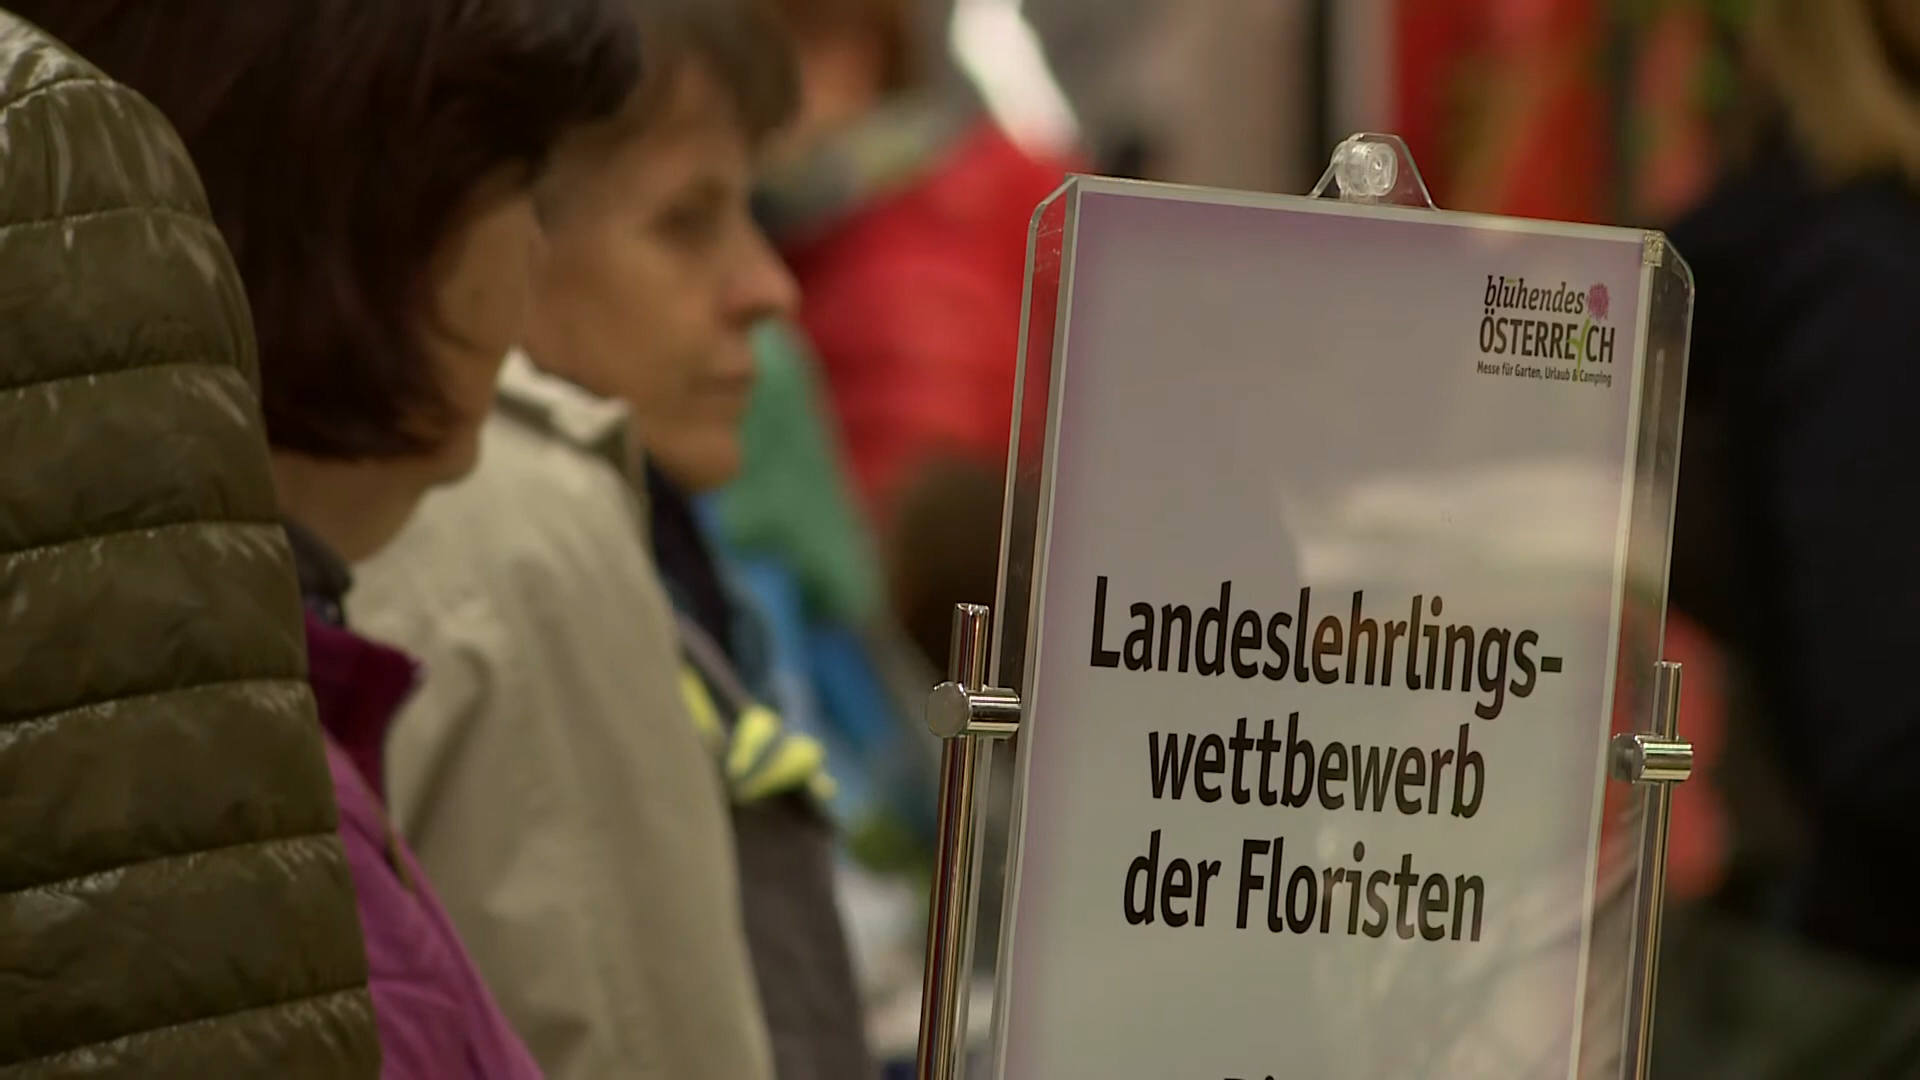 blühendes
ÖSTERREICH
Messe für Garten, Urlaub & Camping
Landeslehrlings-
wettbewerb
der Floristen